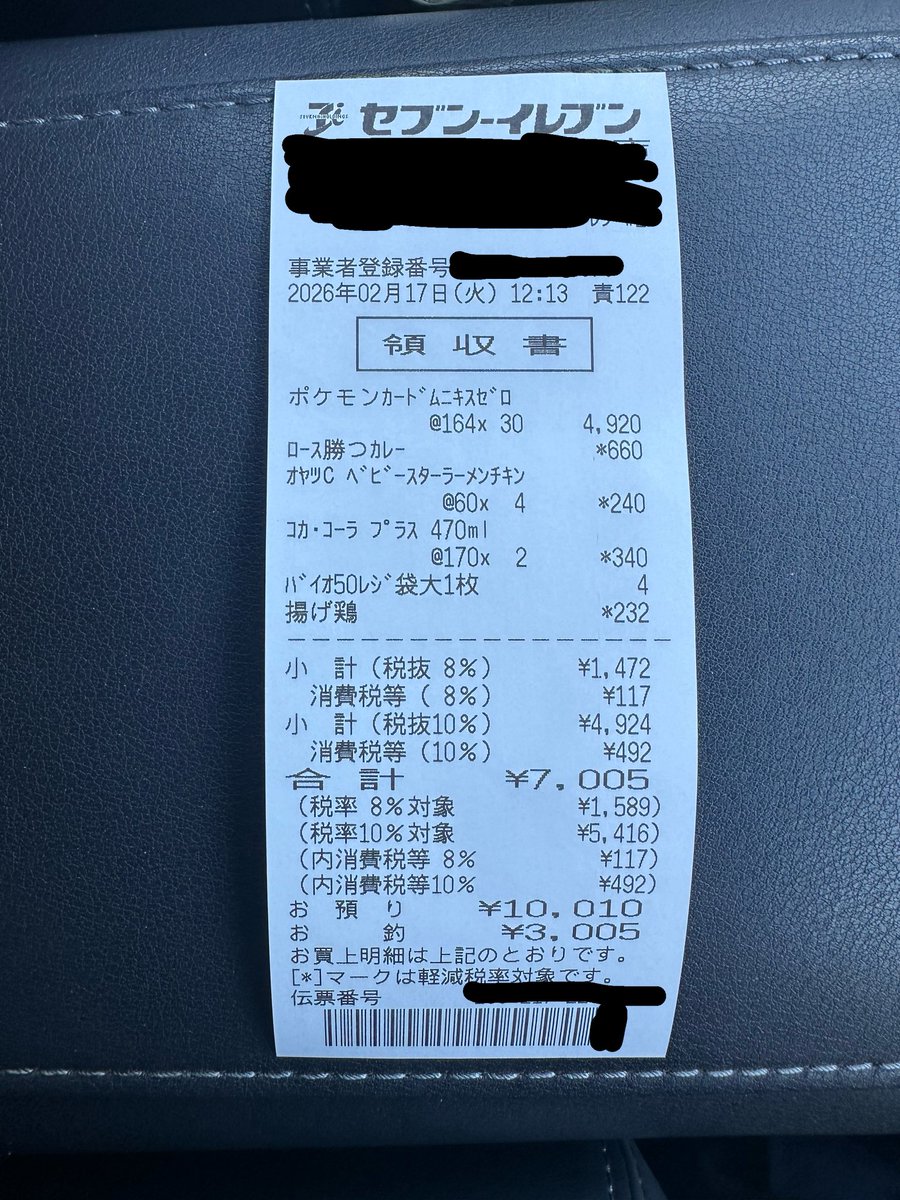 セブン-イレブン
事業者登録番号
2026年02月17日(火) 12:13 責122
領収書
ポケモンカードﾞﾑﾆｷｽｾﾞﾛ
@164x 30 4,920
ﾛｰｽ勝つｶﾚｰ *660
ｵﾔﾂC ﾍﾞﾋﾞｰスターラーメンチキン
@60x 4 *240
ｺｶ･ｺｰﾗ ﾌﾟﾗｽ 470ml
@170x 2 *340
ﾊﾞｲｵ50ﾚｼﾞ袋大1枚 4
揚げ鶏 *232
小 計(税抜 8%) ¥1,472
消費税等( 8%) ¥117
小 計(税抜10%) ¥4,924
消費税等(10%) ¥492
合 計 ¥7,005
(税率 8%対象 ¥1,589)
(税率10%対象 ¥5,416)
(内消費税等 8% ¥117)
(内消費税等10% ¥492)
お 預 り ¥10,010
お 釣 ¥3,005
お買上明細は上記のとおりです。
[*]マークは軽減税率対象です。
伝票番号